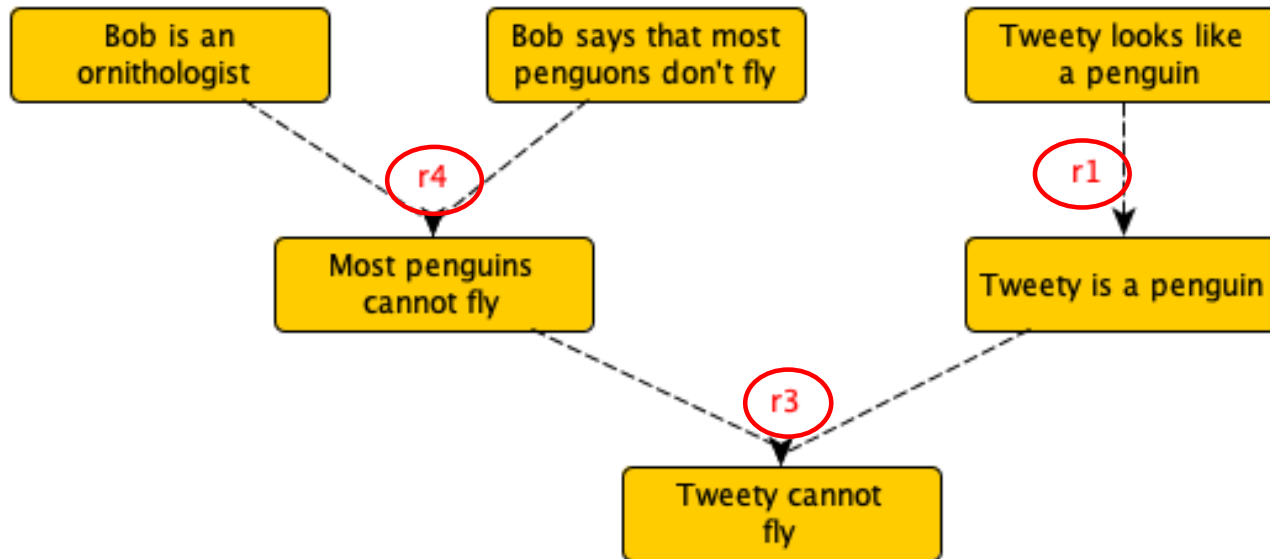 Bob is an
ornithologist
Bob says that most
penguons don't fly
Tweety looks like
a penguin
r4
r1
Most penguins
cannot fly
Tweety is a penguin
r3
Tweety cannot
fly